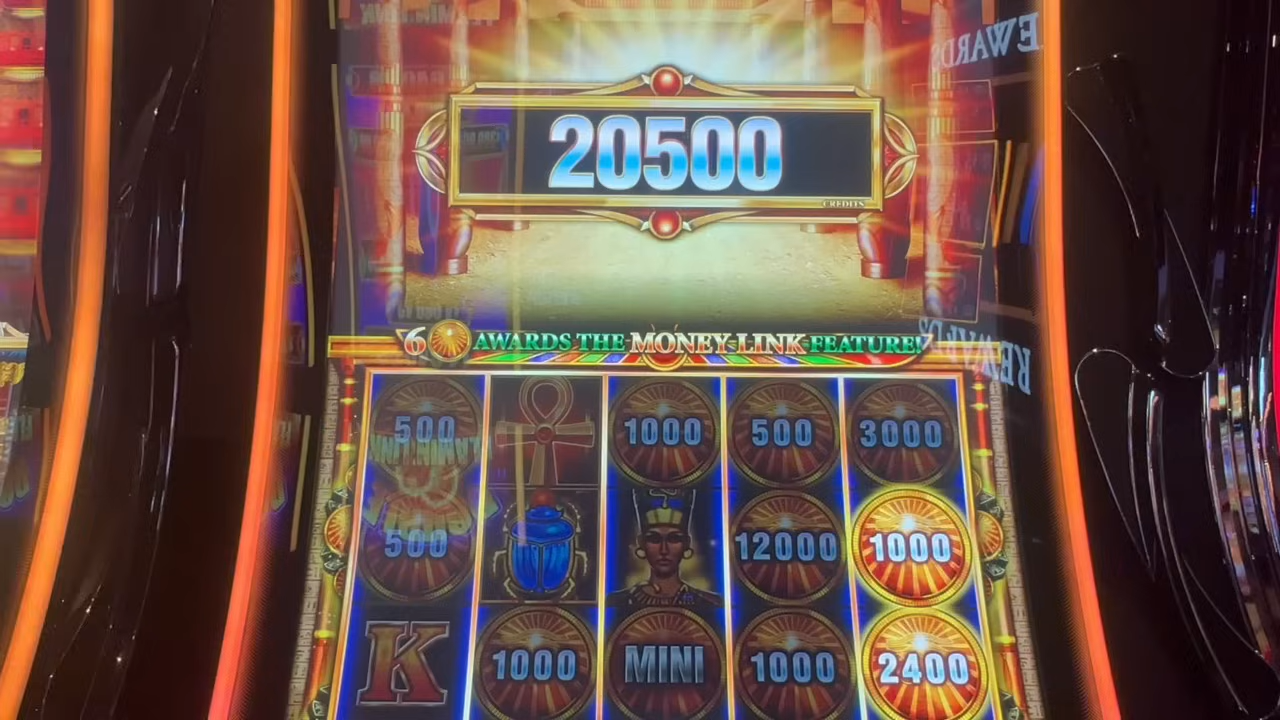 EWARDS
20500
CREDITS
6 AWARDS THE MONEY LINK FEATURE!
REWARDS
500 1000 500 3000
500 12000 1000
K 1000 MINI 1000 2400